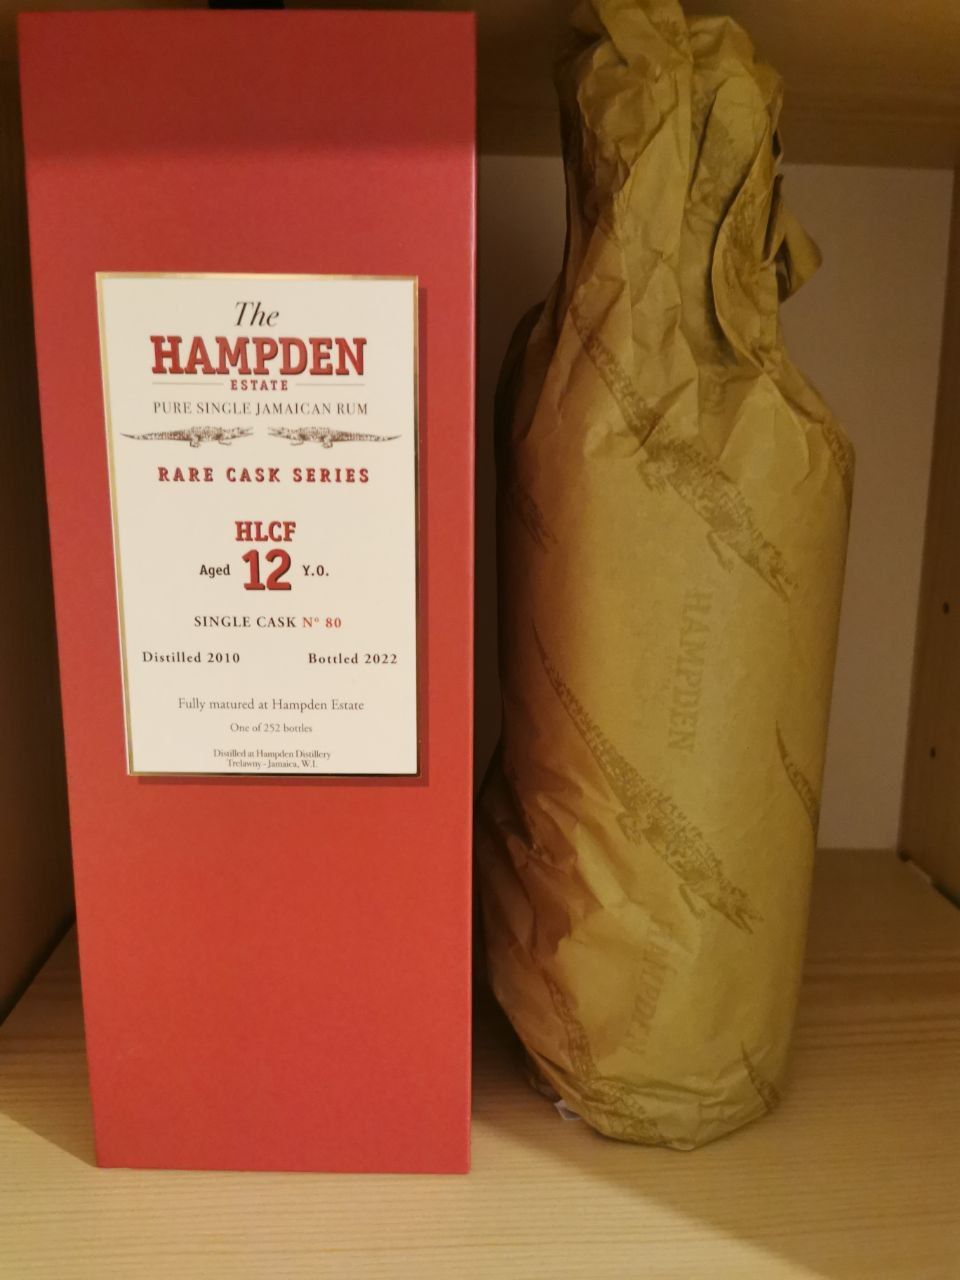 The
HAMPDEN
ESTATE
PURE SINGLE JAMAICAN RUM
RARE CASK SERIES
HLCF
Aged 12 Y.O.
SINGLE CASK Nº 80
Distilled 2010 Bottled 2022
Fully matured at Hampden Estate
One of 252 bottles
Distilled at Hampden Distillery
Trelawny - Jamaica, W.I.
HAMPDEN
HAMPDEN